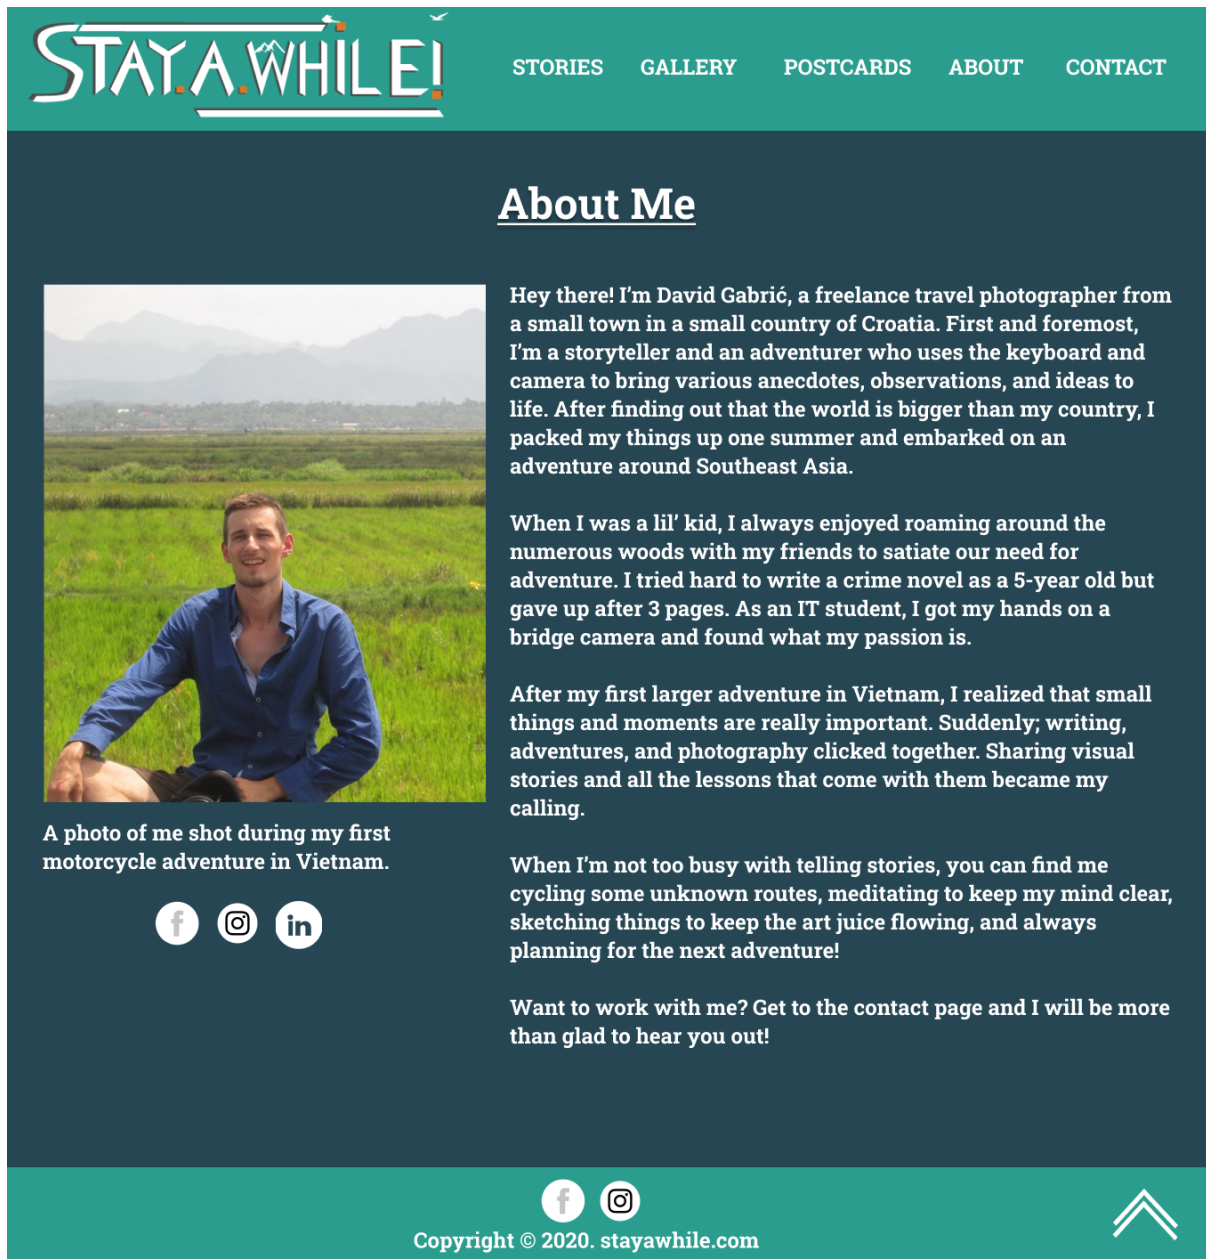 STAY.A.WHILE!
STORIES GALLERY POSTCARDS ABOUT CONTACT
About Me
Hey there! I’m David Gabrić, a freelance travel photographer from
a small town in a small country of Croatia. First and foremost,
I’m a storyteller and an adventurer who uses the keyboard and
camera to bring various anecdotes, observations, and ideas to
life. After finding out that the world is bigger than my country, I
packed my things up one summer and embarked on an
adventure around Southeast Asia.
When I was a lil’ kid, I always enjoyed roaming around the
numerous woods with my friends to satiate our need for
adventure. I tried hard to write a crime novel as a 5-year old but
gave up after 3 pages. As an IT student, I got my hands on a
bridge camera and found what my passion is.
After my first larger adventure in Vietnam, I realized that small
things and moments are really important. Suddenly; writing,
adventures, and photography clicked together. Sharing visual
stories and all the lessons that come with them became my
calling.
When I’m not too busy with telling stories, you can find me
cycling some unknown routes, meditating to keep my mind clear,
sketching things to keep the art juice flowing, and always
planning for the next adventure!
Want to work with me? Get to the contact page and I will be more
than glad to hear you out!
A photo of me shot during my first
motorcycle adventure in Vietnam.
f in
f
Copyright © 2020. stayawhile.com